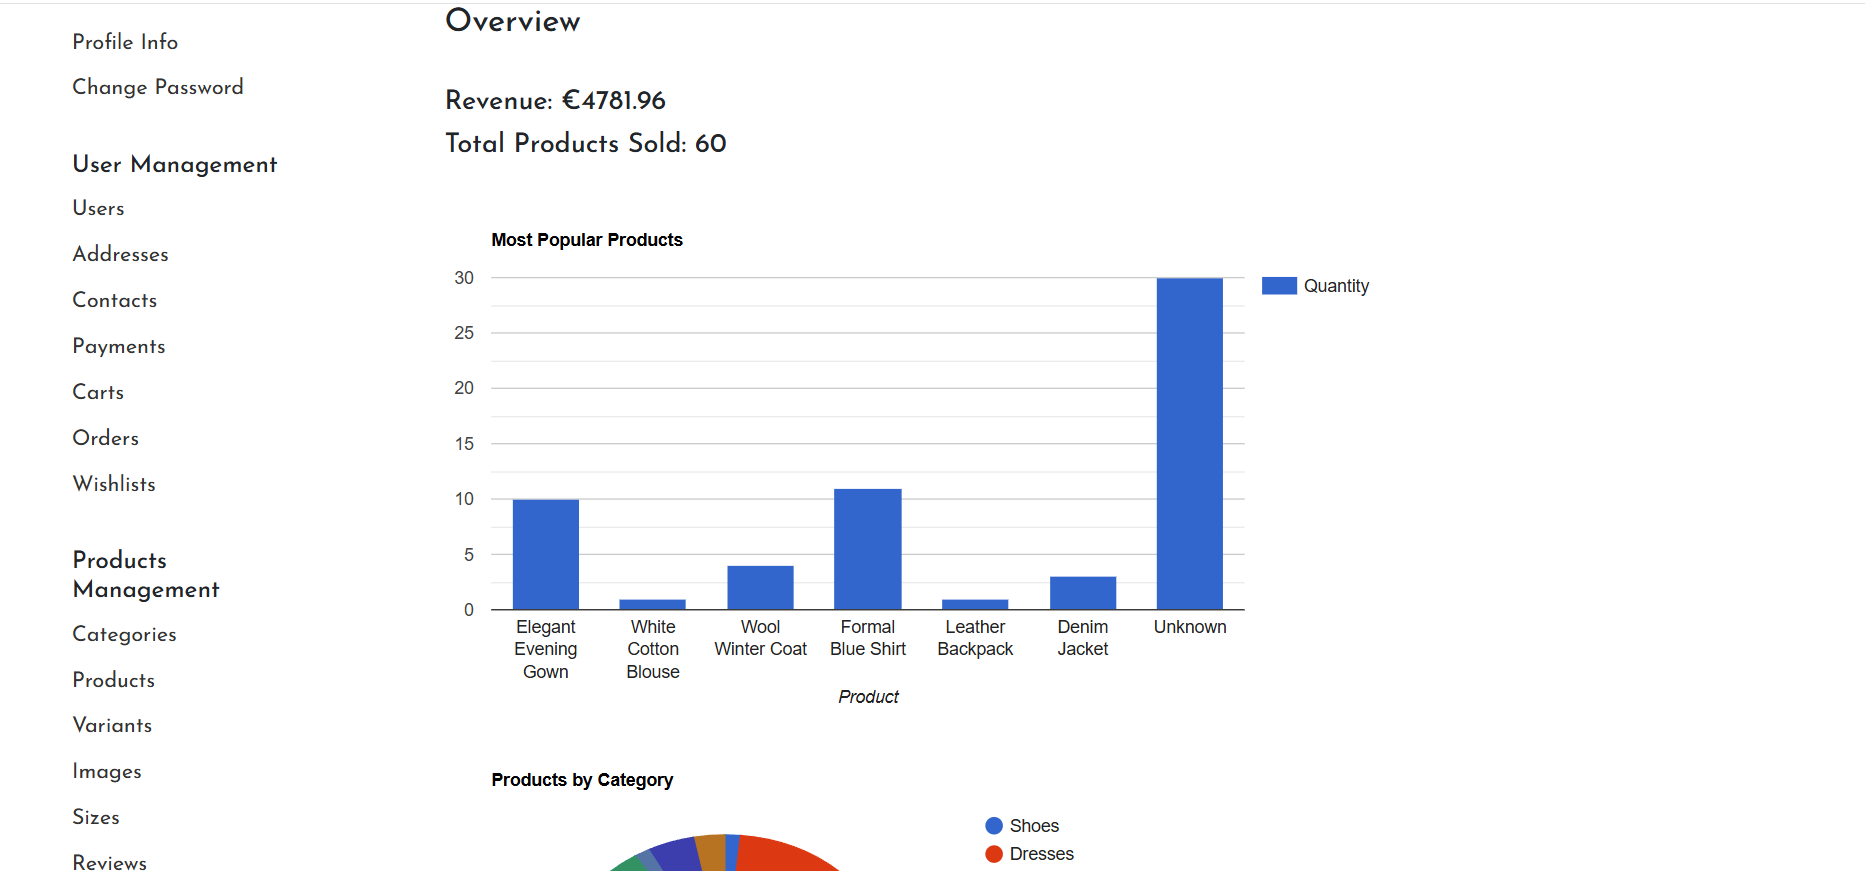 Profile Info
Change Password
User Management
Users
Addresses
Contacts
Payments
Carts
Orders
Wishlists
Products
Management
Categories
Products
Variants
Images
Sizes
Reviews
Overview
Revenue: €4781.96
Total Products Sold: 60
Most Popular Products
30
25
20
15
10
5
0
Quantity
Elegant
Evening
Gown
White
Cotton
Blouse
Wool
Winter Coat
Formal
Blue Shirt
Leather
Backpack
Denim
Jacket
Unknown
Product
Products by Category
Shoes
Dresses